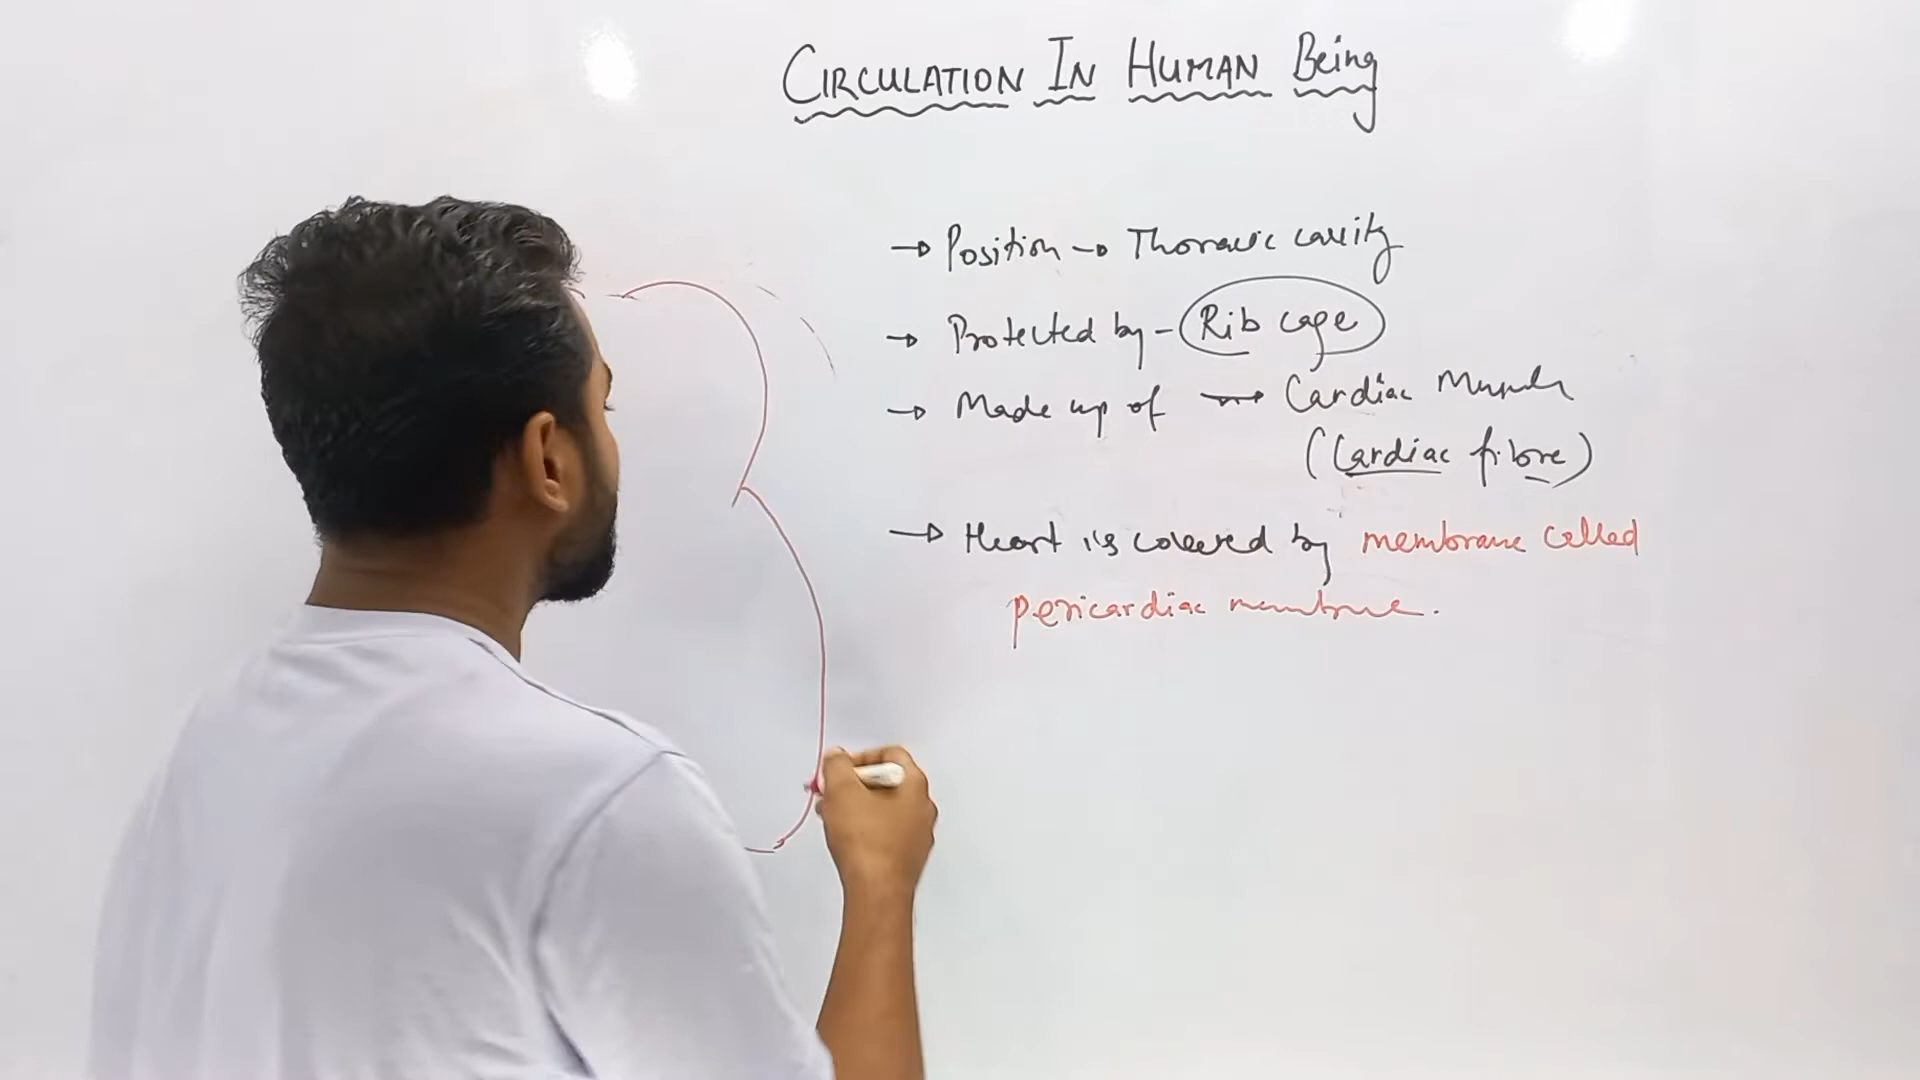 CIRCULATION IN HUMAN Being
→ Position → Thoracic cavity
→ Protected by - Rib cage
→ Made up of → Cardiac Muscle
(Cardiac fibre)
→ Heart is covered by membrane called
pericardiac membrane.